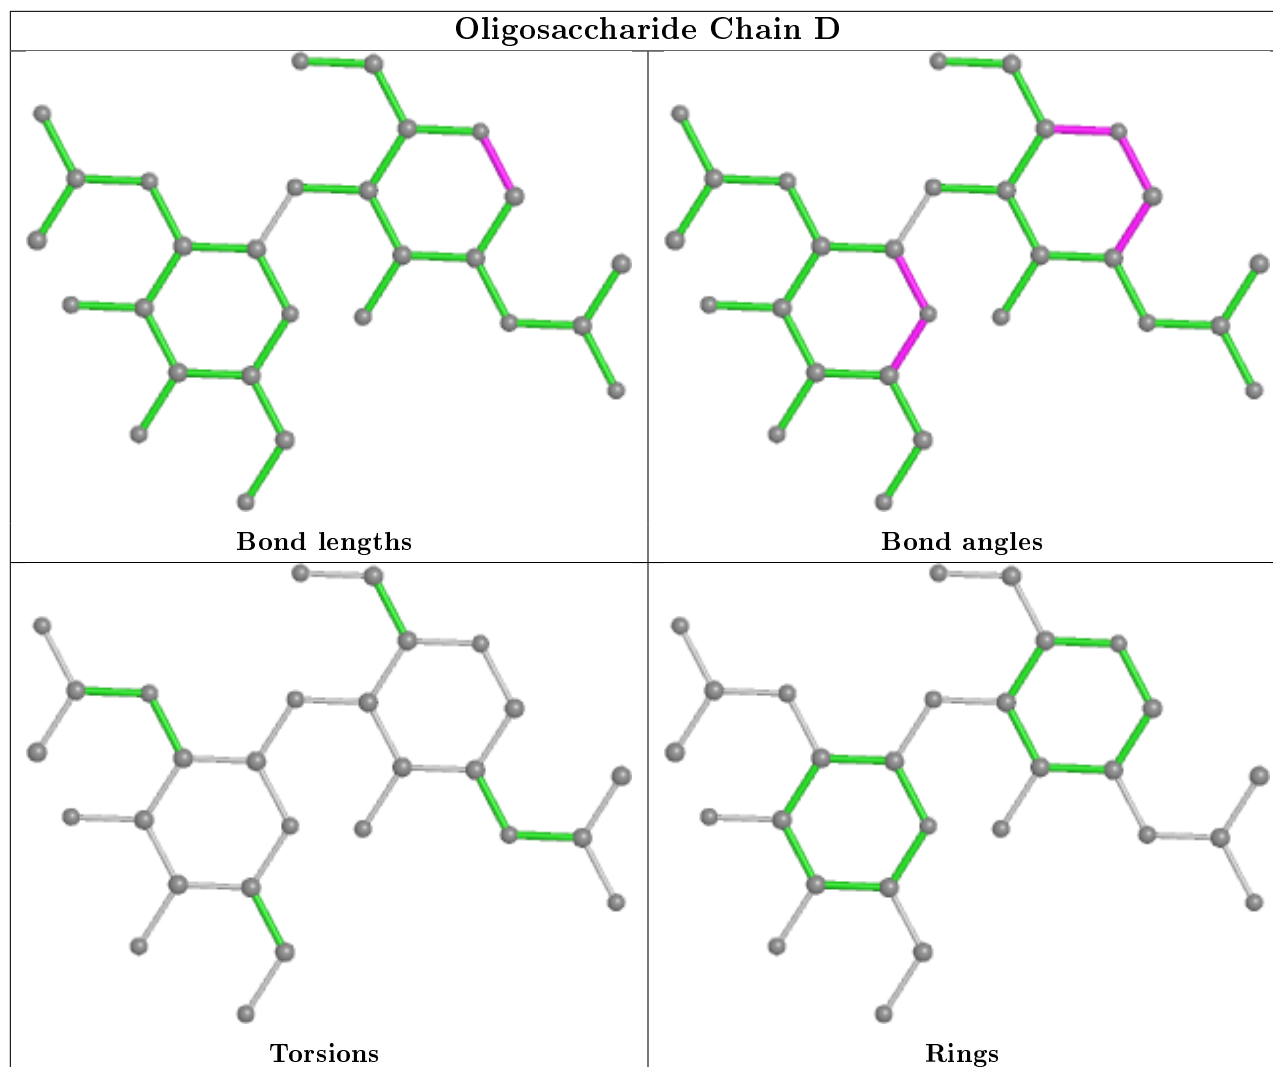 Oligosaccharide Chain D
Bond lengths
Bond angles
Torsions
Rings